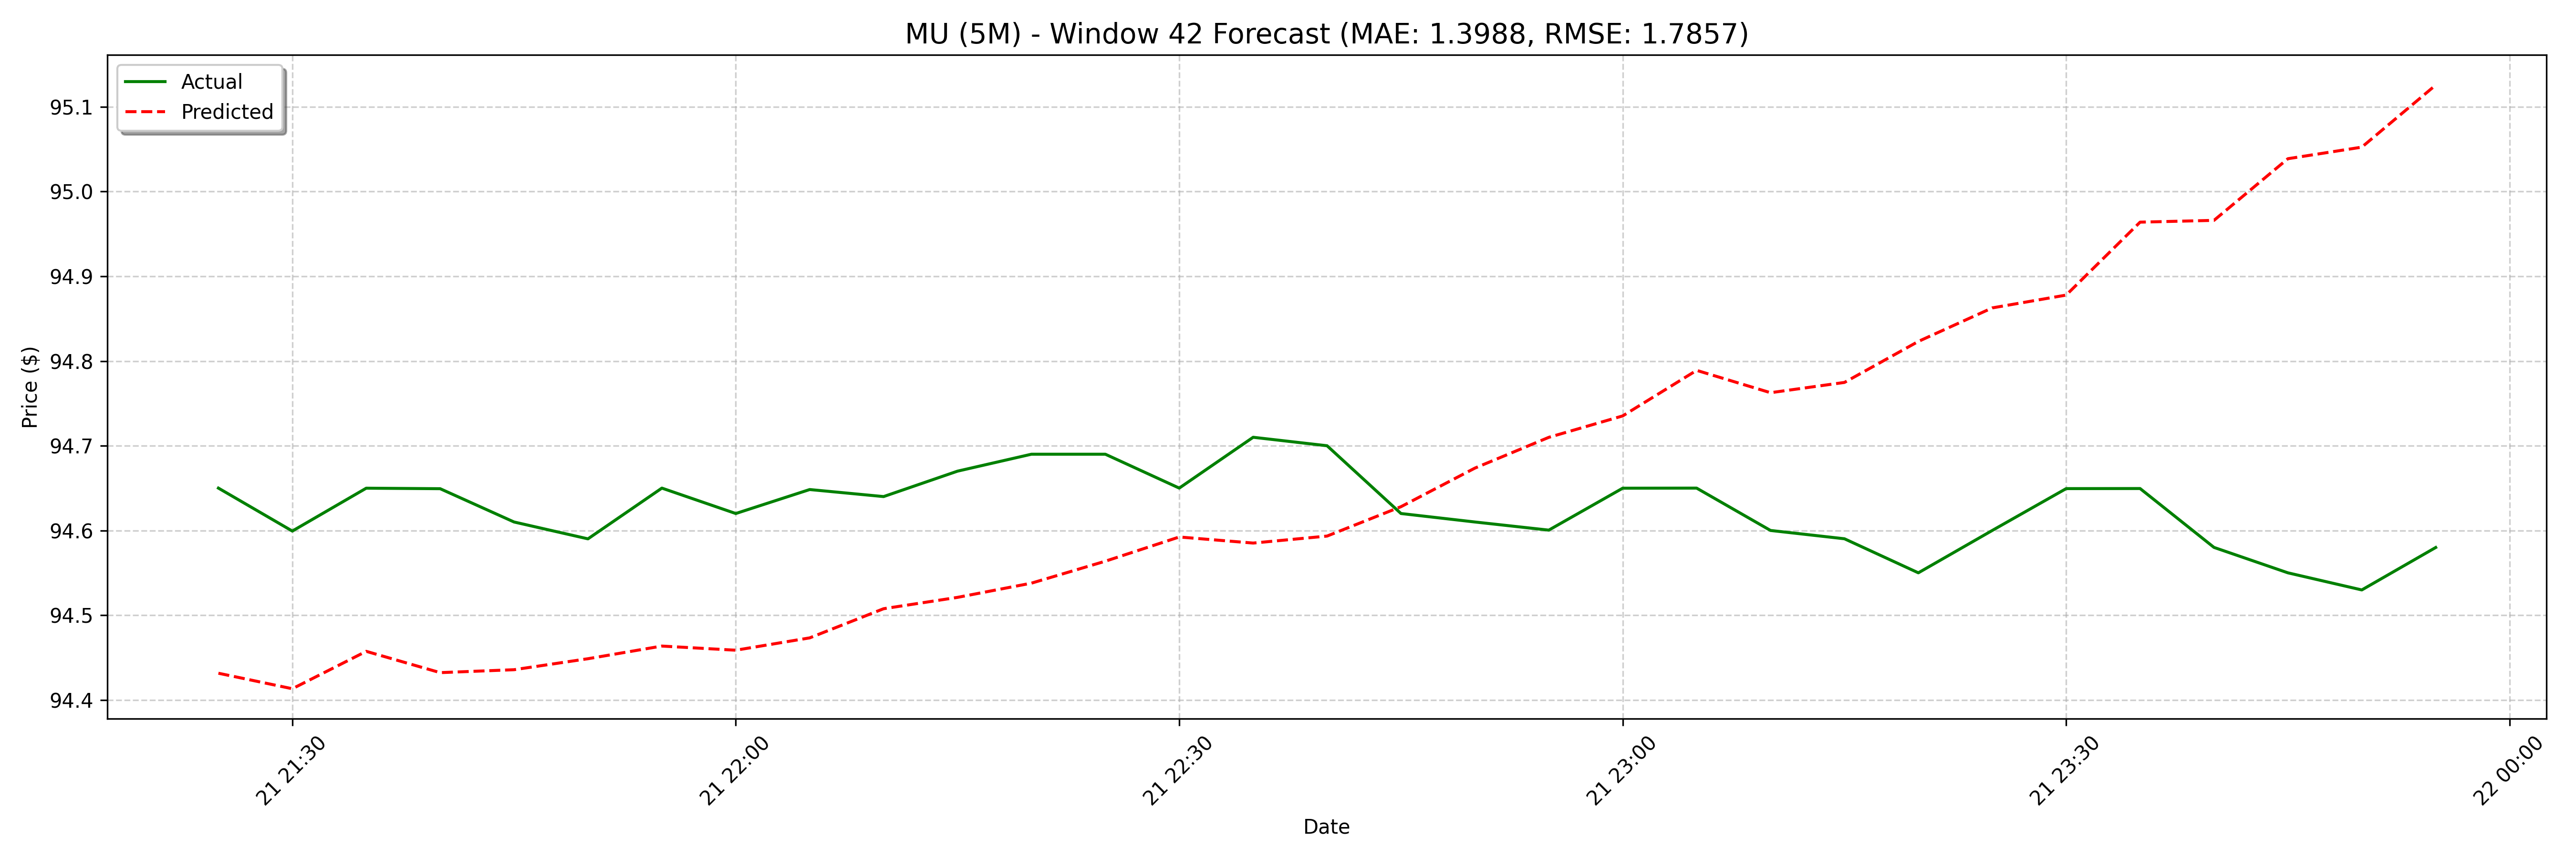 MU (5M) - Window 42 Forecast (MAE: 1.3988, RMSE: 1.7857)
Actual
Predicted
Price ($)
95.1
95.0
94.9
94.8
94.7
94.6
94.5
94.4
21 21:30
21 22:00
21 22:30
21 23:00
21 23:30
22 00:00
Date